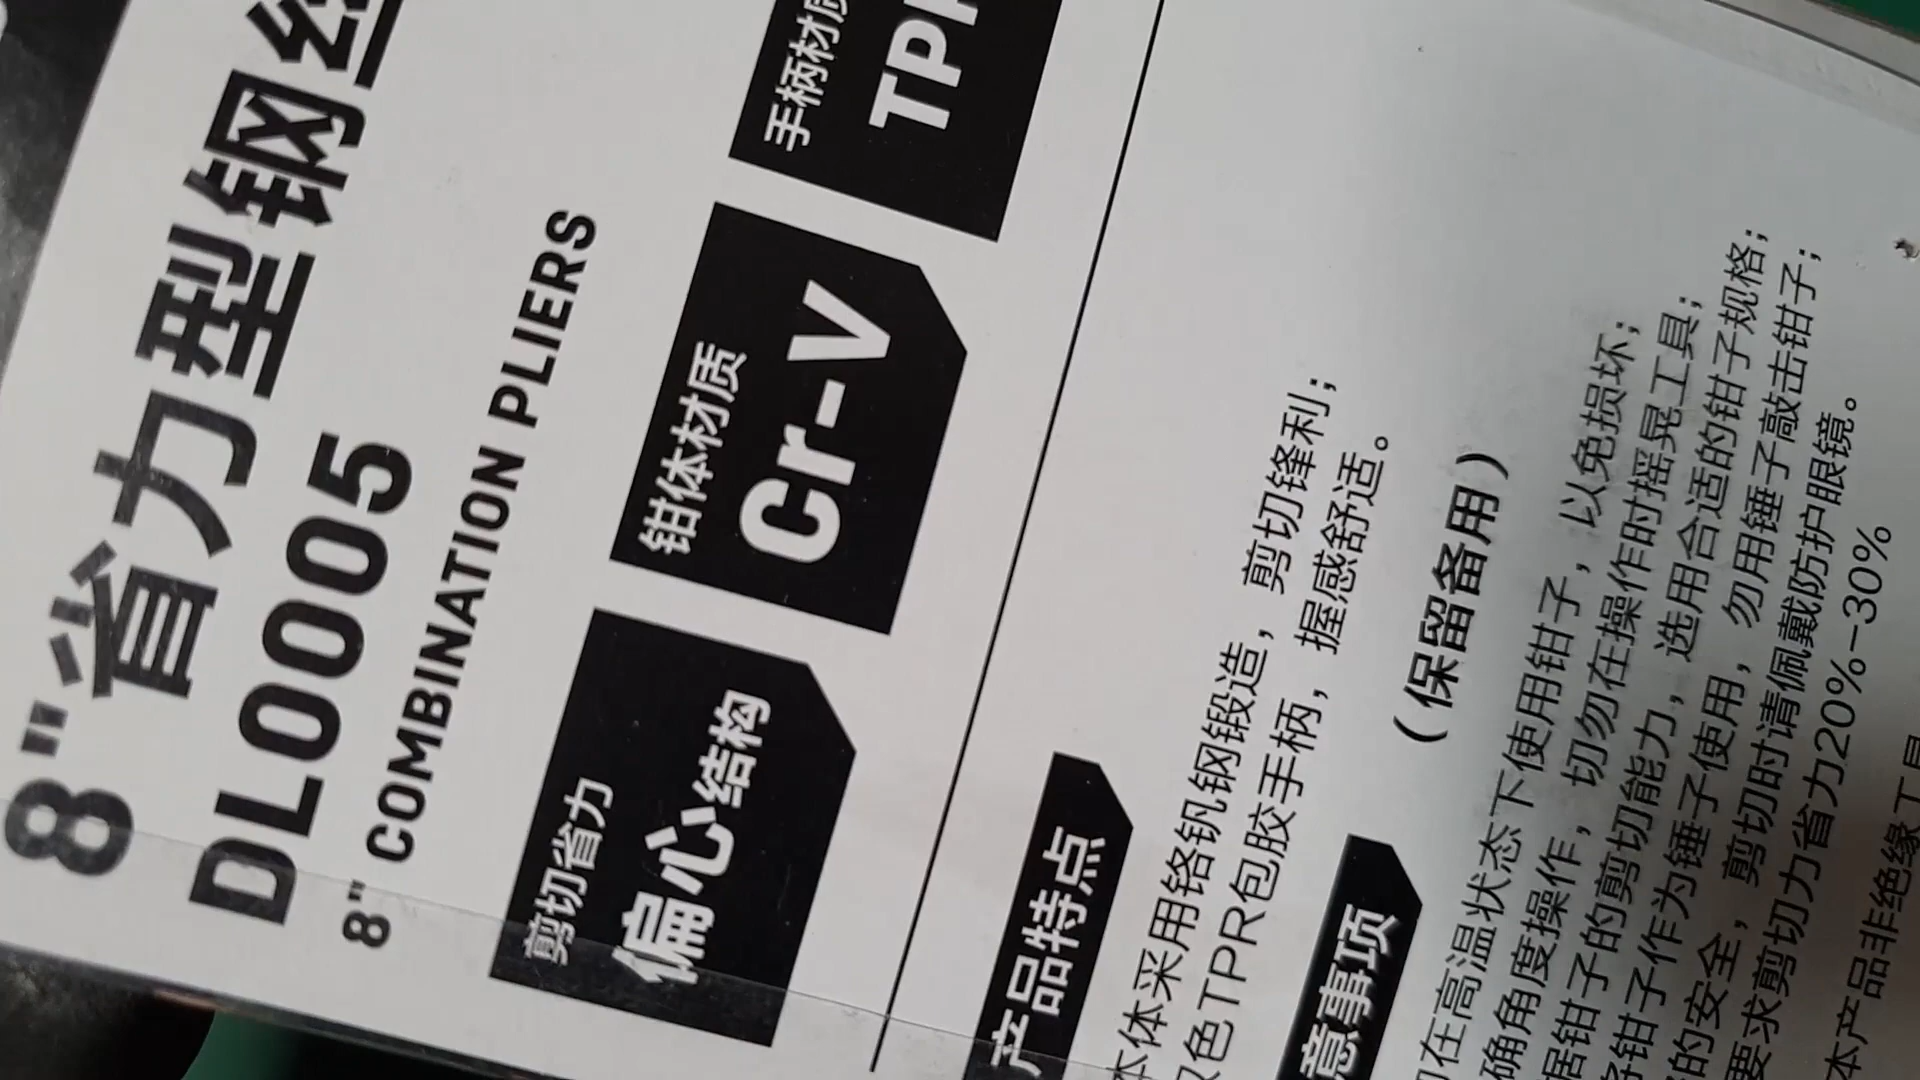 8"省力型钢丝
DL0005
8" COMBINATION PLIERS
剪切省力
偏心结构
钳体材质
Cr-V
手柄材质
TPR
产品特点
本体采用铬钒钢锻造，剪切锋利；
双色TPR包胶手柄，握感舒适。
意事项
（保留备用）
在高温状态下使用钳子，以免损坏；
确角度操作，切勿在操作时摇晃工具；
据钳子的剪切能力，选用合适的钳子规格；
将钳子作为锤子使用，勿用锤子敲击钳子；
的安全，剪切时请佩戴防护眼镜。
要求剪切力省力20%-30%
本产品非绝缘工具